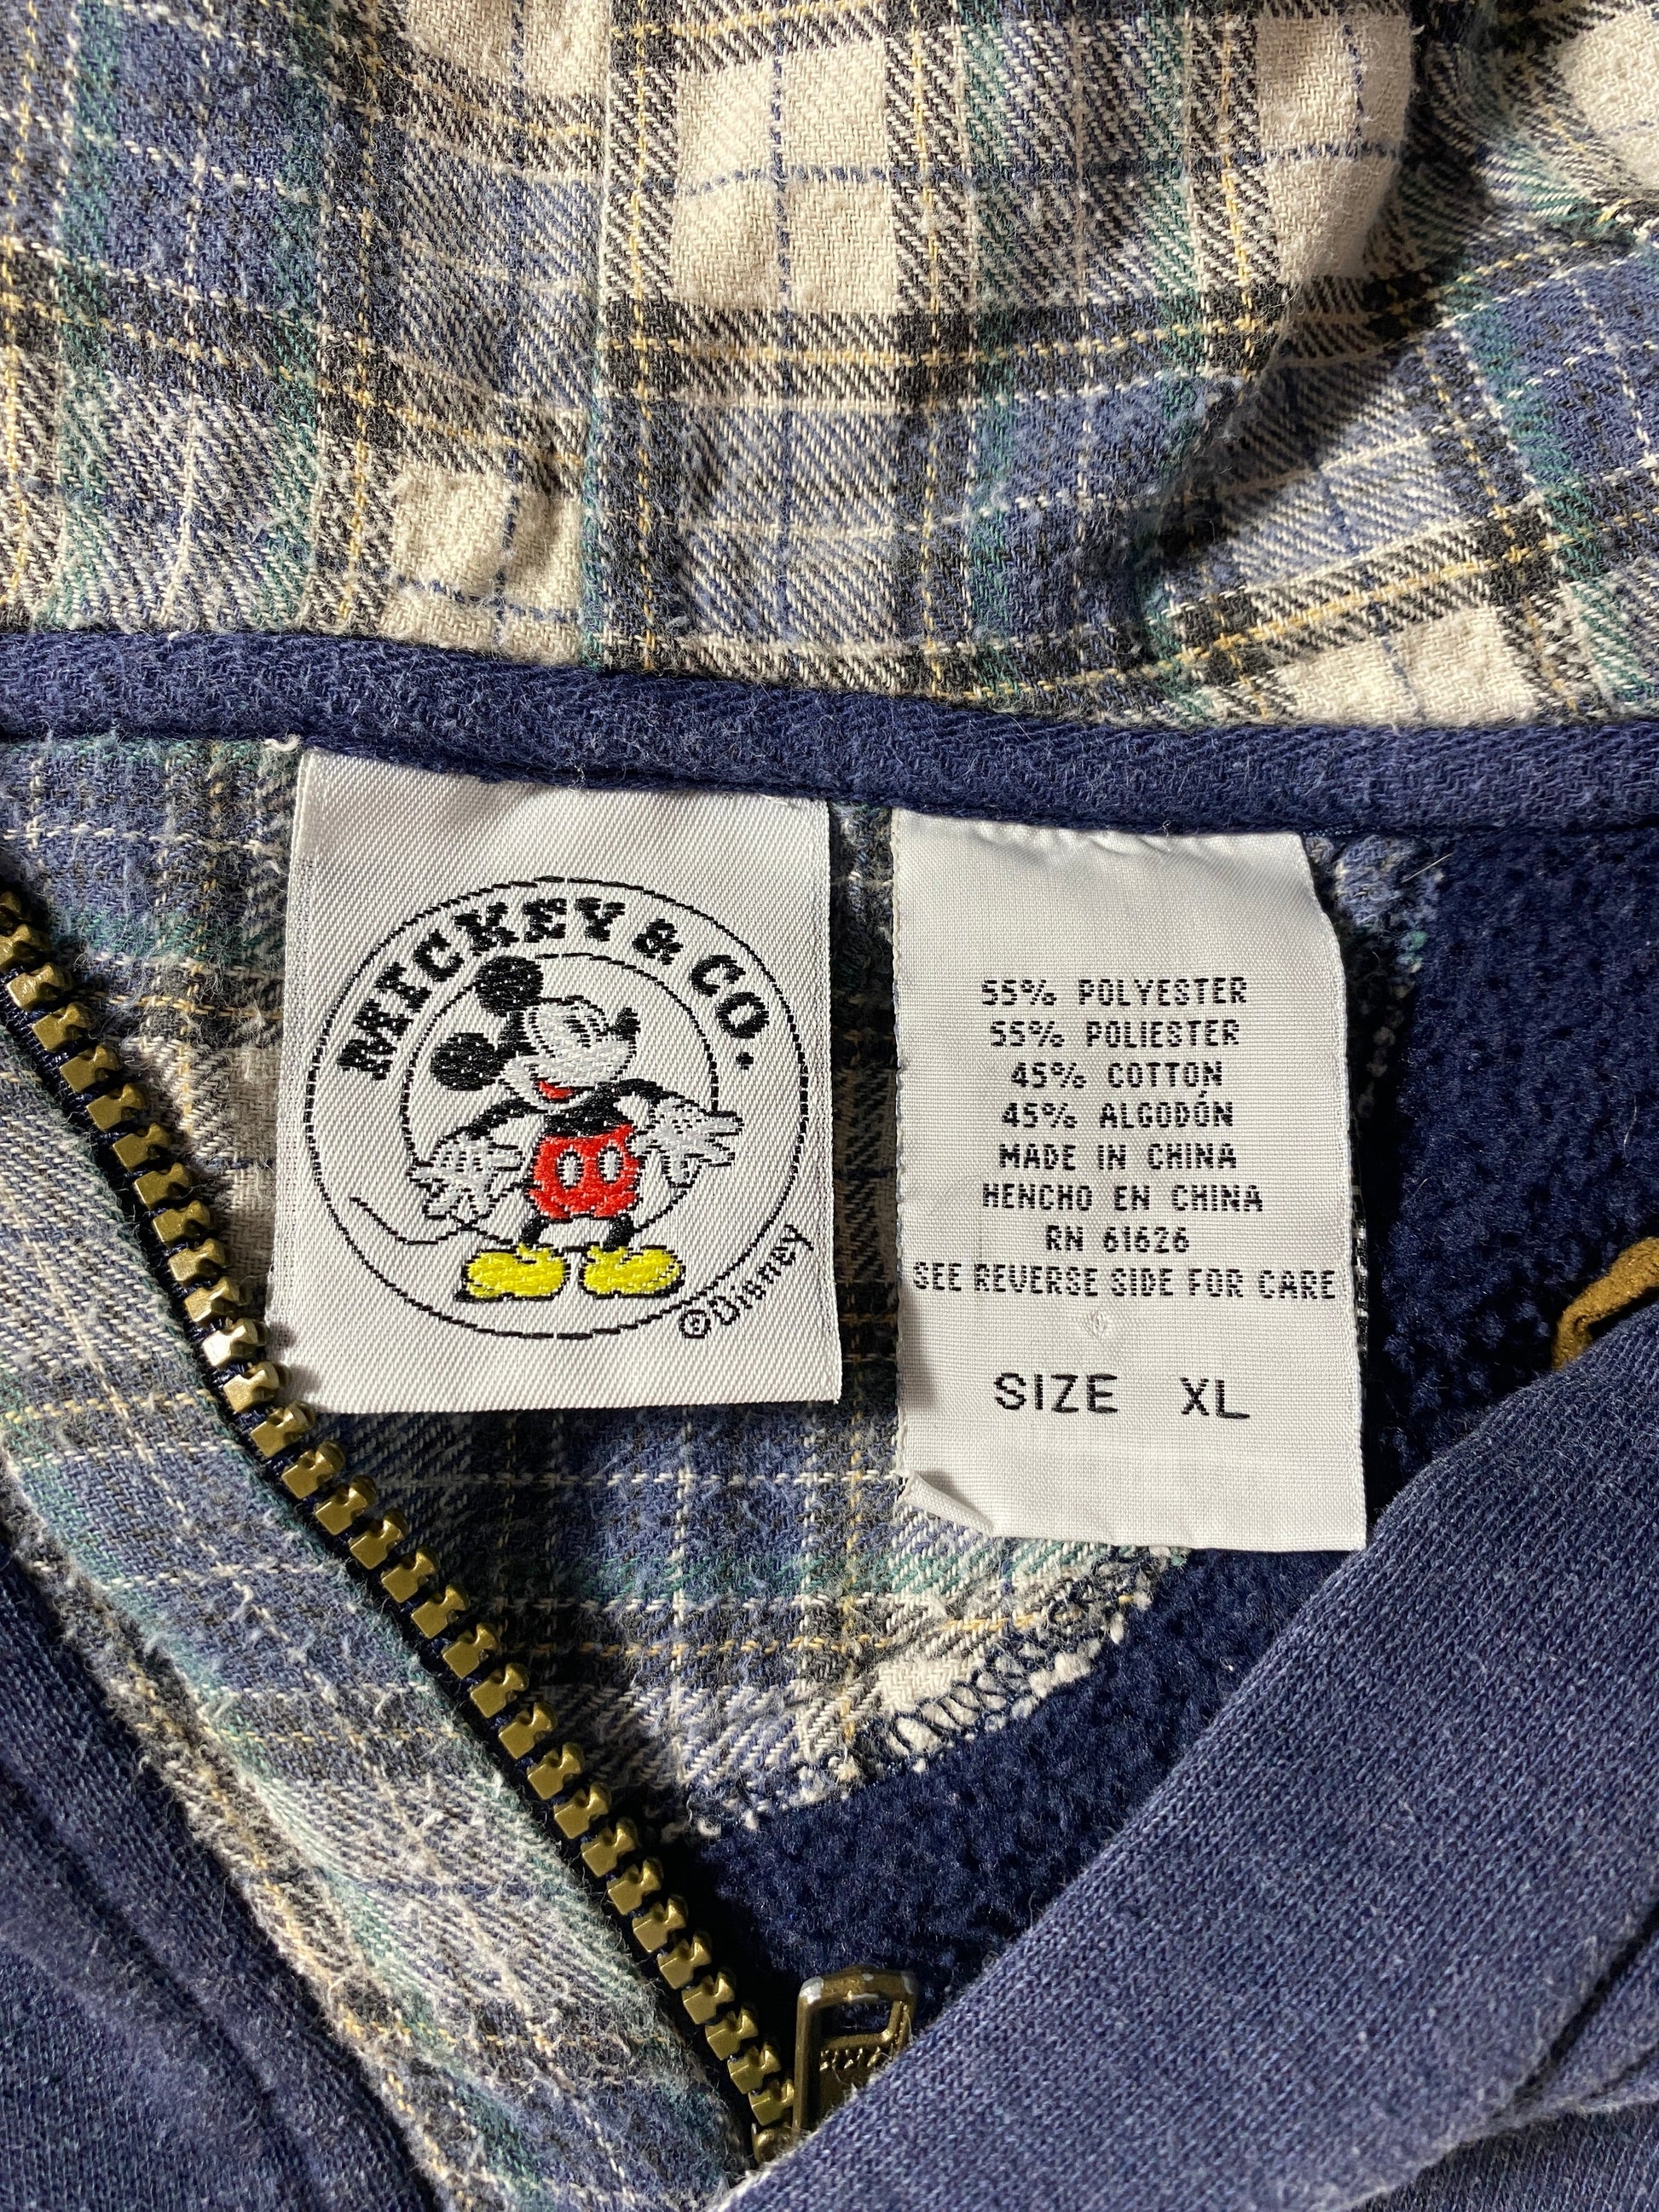 MICKEY & CO.
©Disney
55% POLYESTER
55% POLIESTER
45% COTTON
45% ALGODÓN
MADE IN CHINA
HENCHO EN CHINA
RN 61626
SEE REVERSE SIDE FOR CARE
SIZE XL